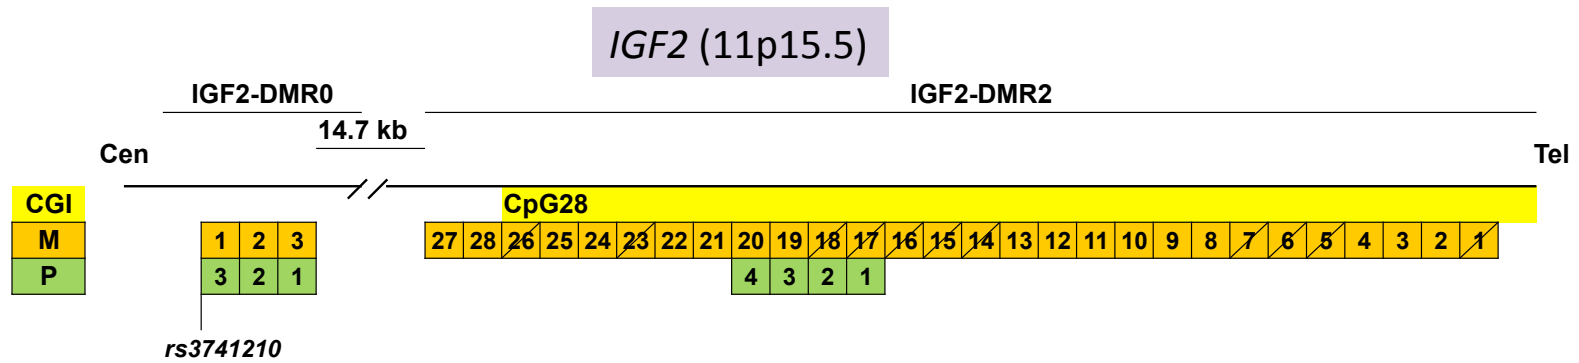 IGF2 (11p15.5)
IGF2-DMR0 IGF2-DMR2
14.7 kb
Cen Tel
CGI CpG28
M 1 2 3 27 28 26 25 24 23 22 21 20 19 18 17 16 15 14 13 12 11 10 9 8 7 6 5 4 3 2 1
P 3 2 1 4 3 2 1
rs3741210